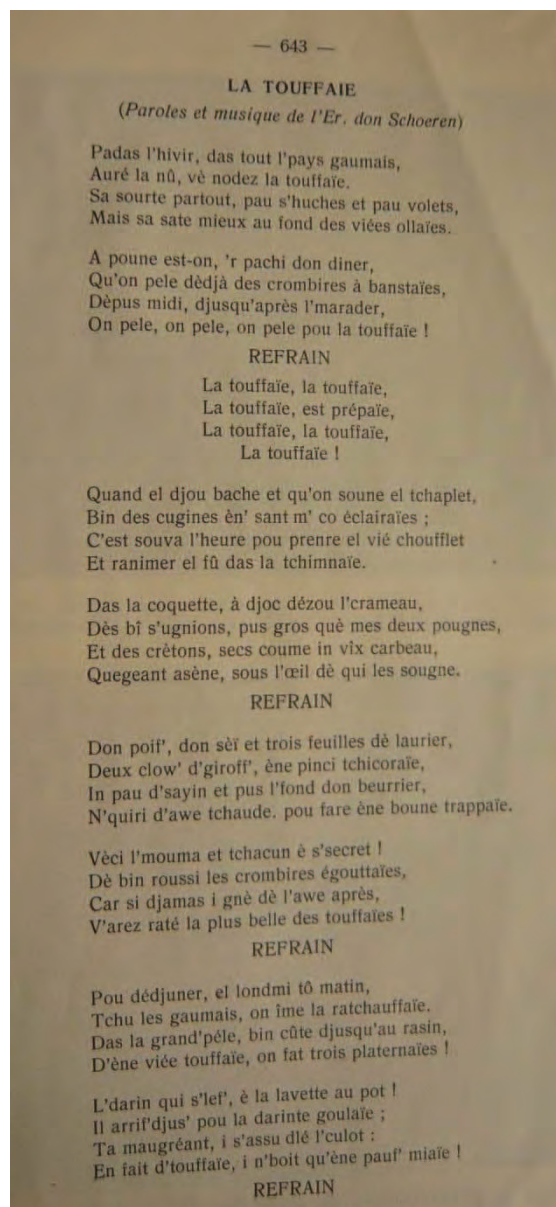 — 643 —
LA TOUFFAIE
(Paroles et musique de l'Er. don Schoeren)
Padas l'hivir, das tout l'pays gaumais,
Auré la nû, vè nodez la touffaïe.
Sa sourte partout, pau s'huches et pau volets,
Mais sa sate mieux au fond des viées ollaïes.
A poune est-on, 'r pachi don diner,
Qu'on pele dèdjà des crombires à banstaïes,
Dèpus midi, djusqu'après l'marader,
On pele, on pele, on pele pou la touffaïe !
REFRAIN
La touffaïe, la touffaïe,
La touffaïe, est prépaïe,
La touffaïe, la touffaïe,
La touffaïe !
Quand el djou bache et qu'on soune el tchaplet,
Bin des cugines èn' sant m' co éclairaïes ;
C'est souva l'heure pou prenre el vié choufflet
Et ranimer el fû das la tchimnaïe.
Das la coquette, à djoc dézou l'crameau,
Dès bî s'ugnions, pus gros què mes deux pougnes,
Et des crètons, secs coume in vîx carbeau,
Quegeant asène, sous l'œil dè qui les sougne.
REFRAIN
Don poif', don sèï et trois feuilles dè laurier,
Deux clow' d'giroff', ène pinci tchicoraïe,
In pau d'sayin et pus l'fond don beurrier,
N'quiri d'awe tchaude. pou fare ène boune trappaïe.
Vèci l'mouma et tchacun è s'secret !
Dè bin roussi les crombires égouttaïes,
Car si djamas i gnè dè l'awe après,
V'arez raté la plus belle des touffaïes !
REFRAIN
Pou dédjuner, el londmi tô matin,
Tchu les gaumais, on îme la ratchauffaïe.
Das la grand'péle, bin cûte djusqu'au rasin,
D'ène viée touffaïe, on fat trois platernaïes !
L'darin qui s'lef', è la lavette au pot !
Il arrif'djus' pou la darinte goulaïe ;
Ta maugréant, i s'assu dlé l'culot :
En fait d'touffaïe, i n'boit qu'ène pauf' miaïe !
REFRAIN